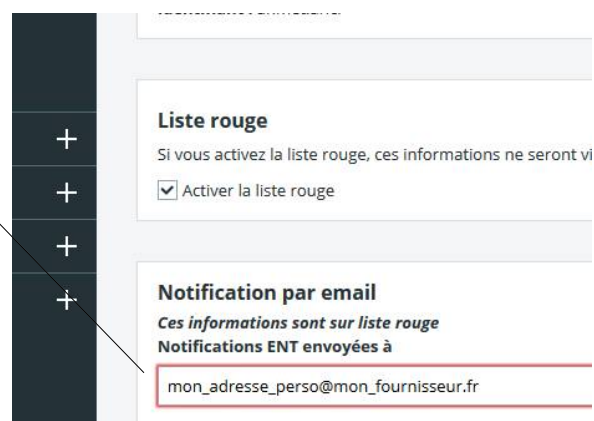 Liste rouge
Si vous activez la liste rouge, ces informations ne seront
Activer la liste rouge
Notification par email
Ces informations sont sur liste rouge
Notifications ENT envoyées à
mon_adresse_perso@mon_fournisseur.fr